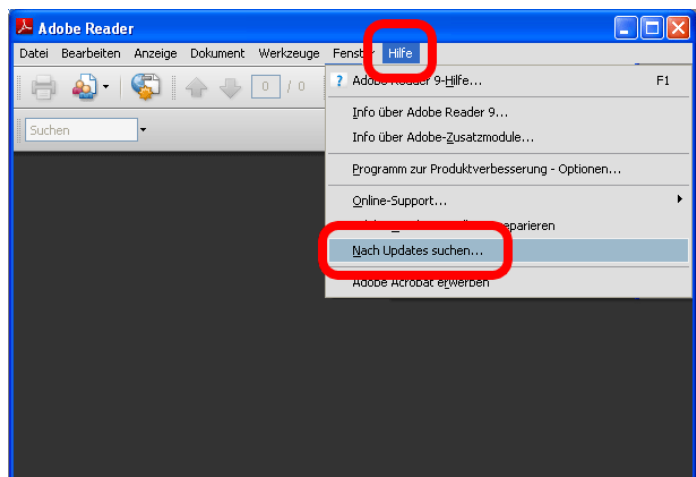 Adobe Reader
Datei Bearbeiten Anzeige Dokument Werkzeuge Fenster Hilfe
0 / 0
? Adobe Reader 9-Hilfe... F1
Suchen
Info über Adobe Reader 9...
Info über Adobe-Zusatzmodule...
Programm zur Produktverbesserung - Optionen...
Online-Support...
eparieren
Nach Updates suchen...
Adobe Acrobat erwerben